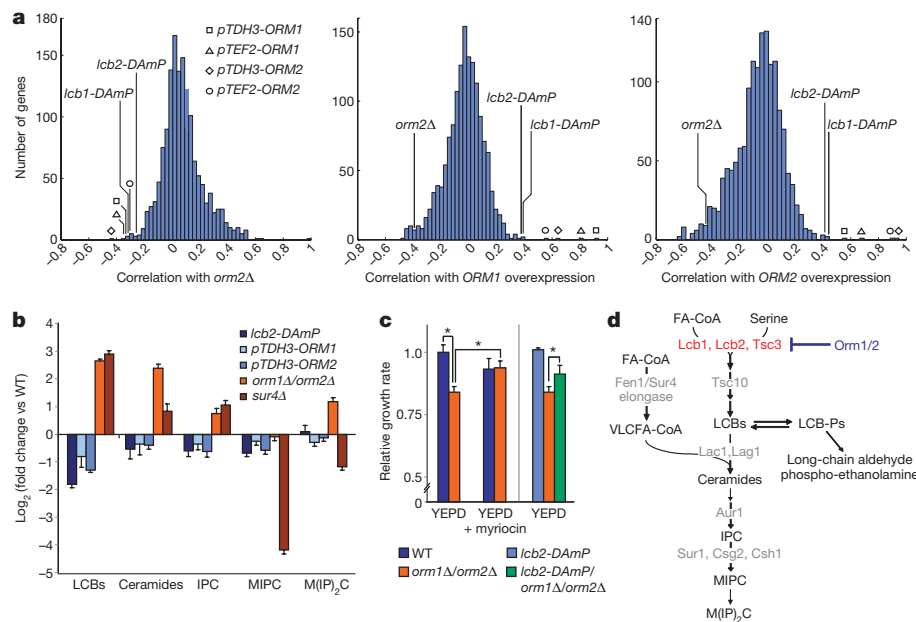 a
Number of genes
180
150
100
50
0
−0.8
−0.6
−0.4
−0.2
0
0.2
0.4
0.6
0.8
1
Correlation with orm2Δ
lcb1-DAmP
lcb2-DAmP
pTDH3-ORM1
pTEF2-ORM1
pTDH3-ORM2
pTEF2-ORM2
150
100
50
0
−0.8
−0.6
−0.4
−0.2
0
0.2
0.4
0.6
0.8
1
Correlation with ORM1 overexpression
orm2Δ
lcb2-DAmP
lcb1-DAmP
140
100
50
0
−0.8
−0.6
−0.4
−0.2
0
0.2
0.4
0.6
0.8
1
Correlation with ORM2 overexpression
orm2Δ
lcb2-DAmP
lcb1-DAmP
b
Log2 (fold change vs WT)
4
3
2
1
0
−1
−2
−3
−4
−5
lcb2-DAmP
pTDH3-ORM1
pTDH3-ORM2
orm1Δ/orm2Δ
sur4Δ
LCBs
Ceramides
IPC
MIPC
M(IP)2C
c
Relative growth rate
1.0
0.75
0.5
0
*
*
*
YEPD
YEPD
+ myriocin
YEPD
WT
orm1Δ/orm2Δ
lcb2-DAmP
lcb2-DAmP/
orm1Δ/orm2Δ
d
FA-CoA
Serine
Lcb1, Lcb2, Tsc3
Orm1/2
FA-CoA
Fen1/Sur4
elongase
VLCFA-CoA
Tsc10
LCBs
LCB-Ps
Lac1,Lag1
Long-chain aldehyde
phospho-ethanolamine
Ceramides
Aur1
IPC
Sur1, Csg2, Csh1
MIPC
M(IP)2C